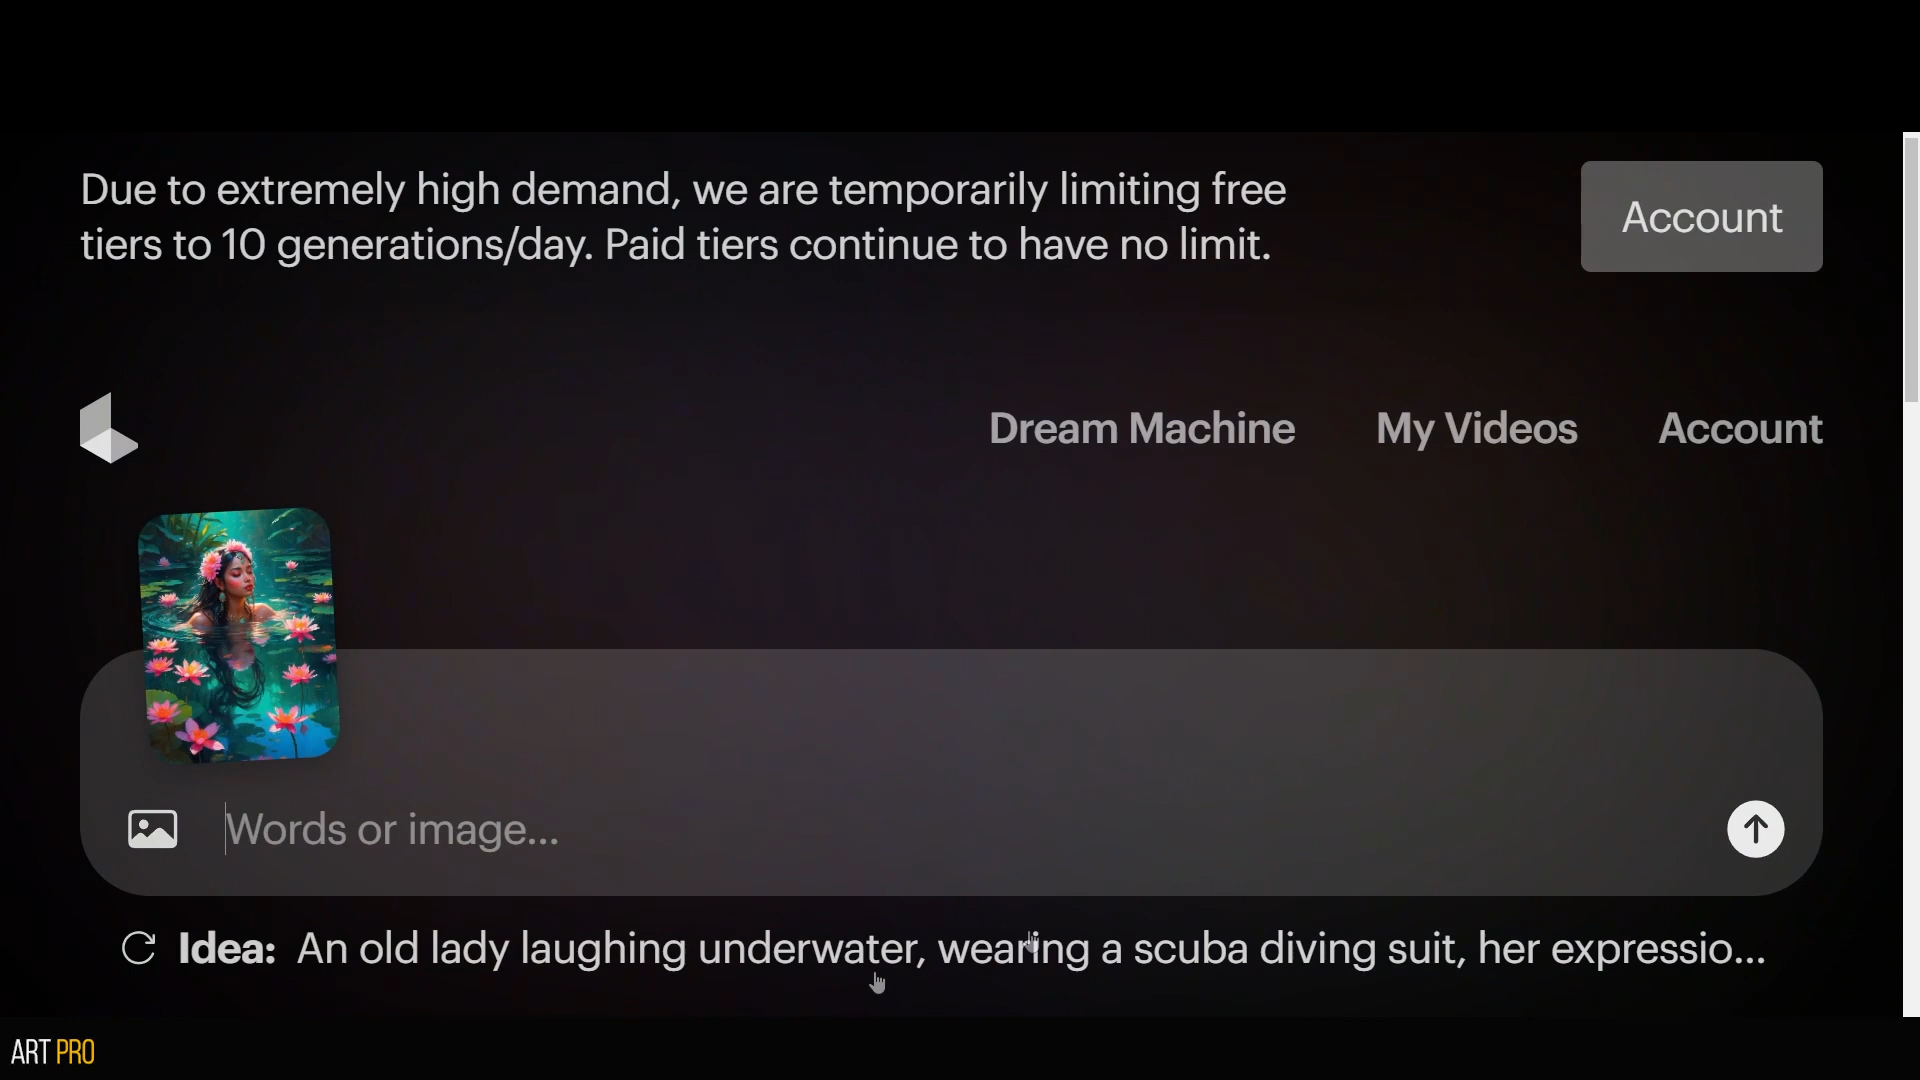 Due to extremely high demand, we are temporarily limiting free
tiers to 10 generations/day. Paid tiers continue to have no limit.
Account
Dream Machine My Videos Account
Words or image...
Idea: An old lady laughing underwater, wearing a scuba diving suit, her expressio...
ART PRO